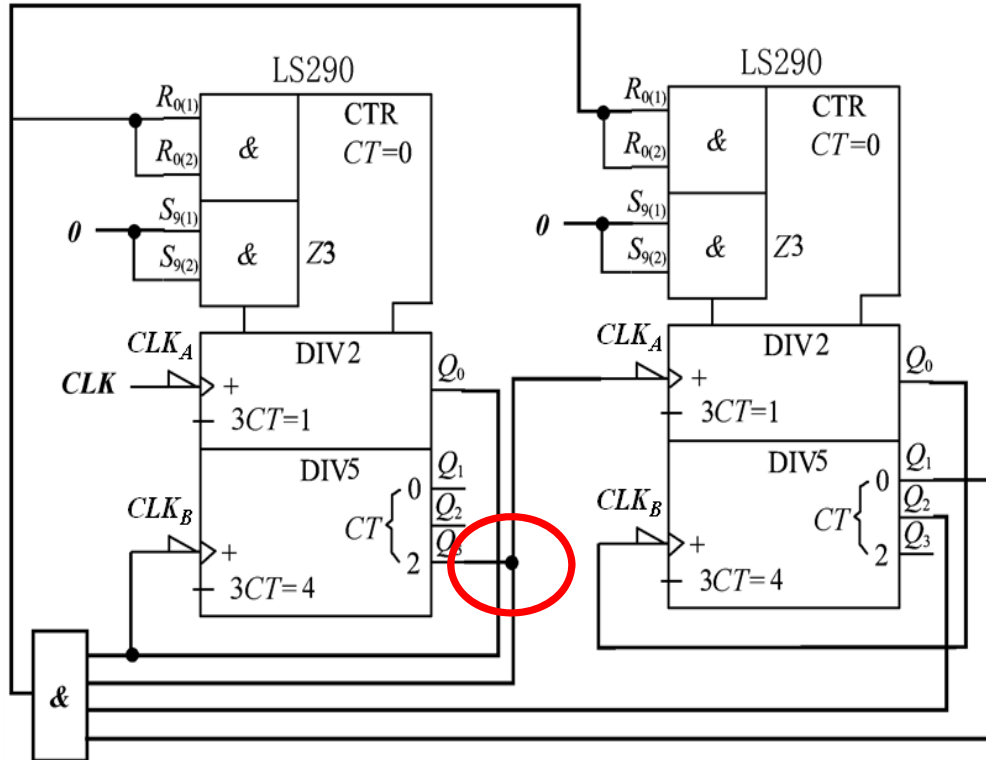 LS290
R0(1)
R0(2)
&
CTR
CT=0
0
S9(1)
S9(2)
&
Z3
CLKA
CLK
+
DIV2
3CT=1
Q0
CLKB
+
DIV5
3CT=4
CT
0
2
Q1
Q2
Q3
LS290
R0(1)
R0(2)
&
CTR
CT=0
0
S9(1)
S9(2)
&
Z3
CLKA
+
DIV2
3CT=1
Q0
CLKB
+
DIV5
3CT=4
CT
0
2
Q1
Q2
Q3
&